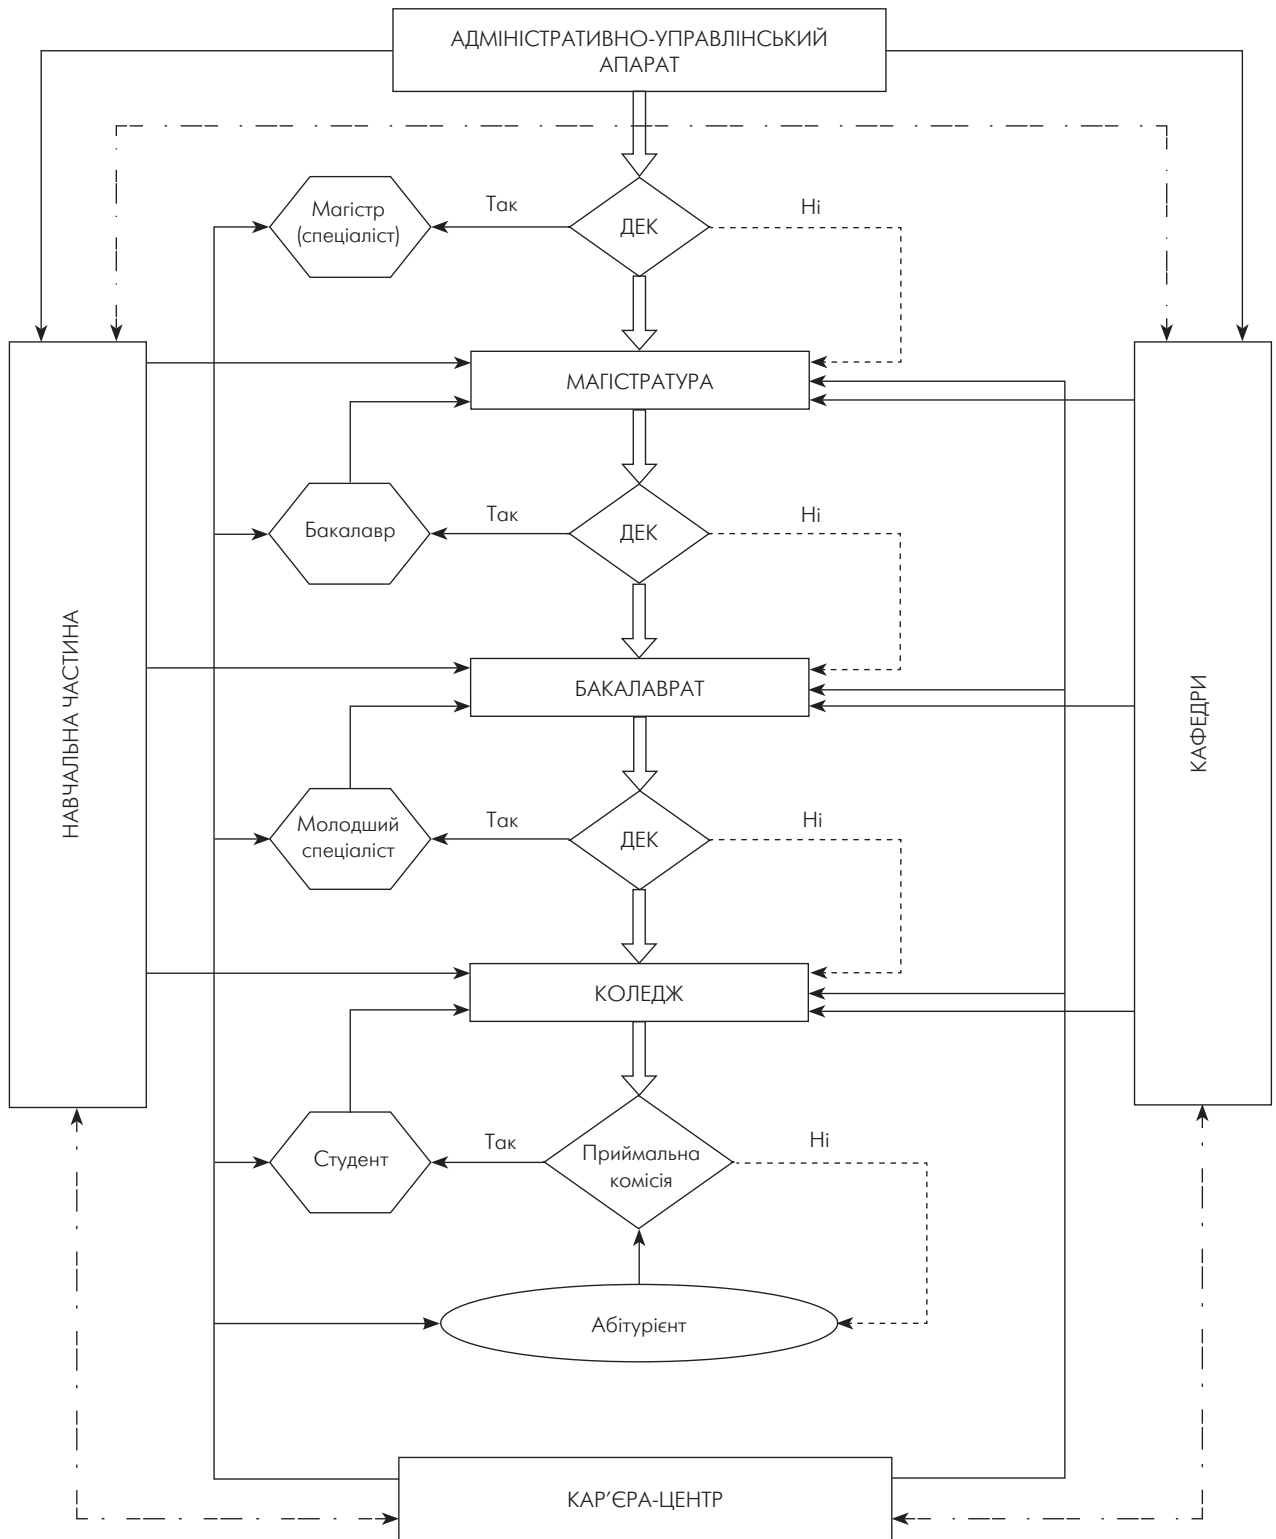 АДМІНІСТРАТИВНО-УПРАВЛІНСЬКИЙ
АПАРАТ
Магістр
(спеціаліст)
Так
ДЕК
Ні
МАГІСТРАТУРА
Бакалавр
Так
ДЕК
Ні
НАВЧАЛЬНА ЧАСТИНА
БАКАЛАВРАТ
КАФЕДРИ
Молодший
спеціаліст
Так
ДЕК
Ні
КОЛЕДЖ
Студент
Так
Приймальна
комісія
Ні
Абітурієнт
КАР’ЄРА-ЦЕНТР